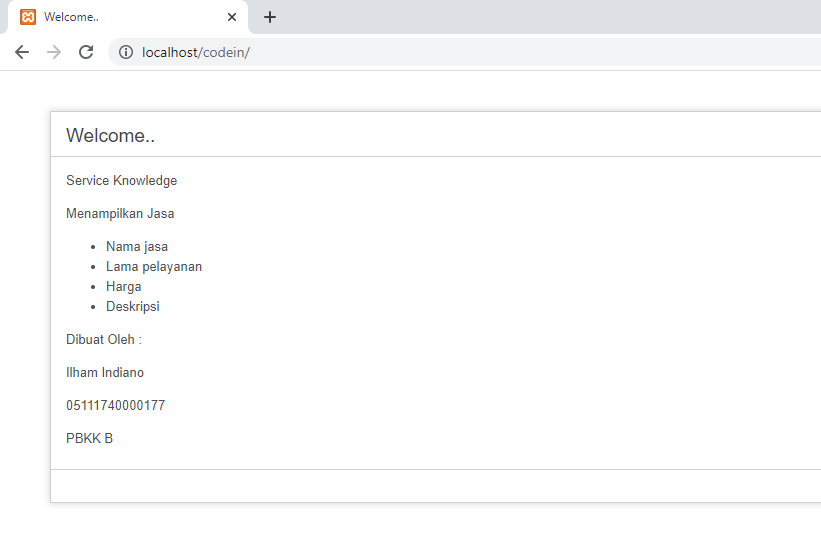 Welcome..
localhost/codein/
Welcome..
Service Knowledge
Menampilkan Jasa
• Nama jasa
• Lama pelayanan
• Harga
• Deskripsi
Dibuat Oleh :
Ilham Indiano
05111740000177
PBKK B